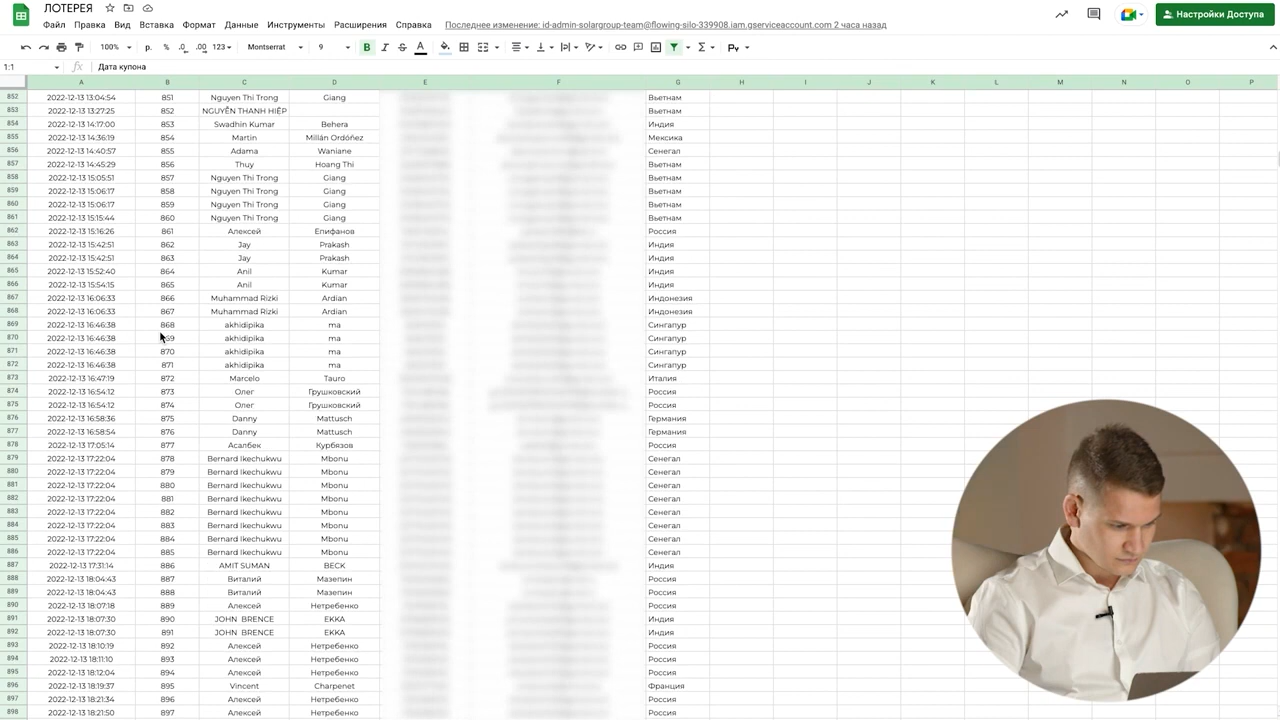 ЛОТЕРЕЯ
Файл Правка Вид Вставка Формат Данные Инструменты Расширения Справка Последнее изменение: id-admin-solargroup-team@flowing-silo-339908.iam.gserviceaccount.com 2 часа назад
Настройки Доступа
100% р. % .0 .00 123 Montserrat 9 B I S A
1:1 fx Дата купона
A B C D E F G H I J K L M N O P
852 2022-12-13 13:04:54 851 Nguyen Thi Trong Giang Вьетнам
853 2022-12-13 13:27:25 852 NGUYỄN THANH HIỆP Вьетнам
854 2022-12-13 14:17:00 853 Swadhin Kumar Behera Индия
855 2022-12-13 14:36:19 854 Martin Millán Ordóñez Мексика
856 2022-12-13 14:40:57 855 Adama Waniane Сенегал
857 2022-12-13 14:45:29 856 Thuy Hoang Thi Вьетнам
858 2022-12-13 15:05:51 857 Nguyen Thi Trong Giang Вьетнам
859 2022-12-13 15:06:17 858 Nguyen Thi Trong Giang Вьетнам
860 2022-12-13 15:06:17 859 Nguyen Thi Trong Giang Вьетнам
861 2022-12-13 15:15:44 860 Nguyen Thi Trong Giang Вьетнам
862 2022-12-13 15:16:26 861 Алексей Епифанов Россия
863 2022-12-13 15:42:51 862 Jay Prakash Индия
864 2022-12-13 15:42:51 863 Jay Prakash Индия
865 2022-12-13 15:52:40 864 Anil Kumar Индия
866 2022-12-13 15:54:15 865 Anil Kumar Индия
867 2022-12-13 16:06:33 866 Muhammad Rizki Ardian Индонезия
868 2022-12-13 16:06:33 867 Muhammad Rizki Ardian Индонезия
869 2022-12-13 16:46:38 868 akhidipika ma Сингапур
870 2022-12-13 16:46:38 869 akhidipika ma Сингапур
871 2022-12-13 16:46:38 870 akhidipika ma Сингапур
872 2022-12-13 16:46:38 871 akhidipika ma Сингапур
873 2022-12-13 16:47:19 872 Marcelo Tauro Италия
874 2022-12-13 16:54:12 873 Олег Грушковский Россия
875 2022-12-13 16:54:12 874 Олег Грушковский Россия
876 2022-12-13 16:58:36 875 Danny Mattusch Германия
877 2022-12-13 16:58:54 876 Danny Mattusch Германия
878 2022-12-13 17:05:14 877 Асалбек Курбязов Россия
879 2022-12-13 17:22:04 878 Bernard Ikechukwu Mbonu Сенегал
880 2022-12-13 17:22:04 879 Bernard Ikechukwu Mbonu Сенегал
881 2022-12-13 17:22:04 880 Bernard Ikechukwu Mbonu Сенегал
882 2022-12-13 17:22:04 881 Bernard Ikechukwu Mbonu Сенегал
883 2022-12-13 17:22:04 882 Bernard Ikechukwu Mbonu Сенегал
884 2022-12-13 17:22:04 883 Bernard Ikechukwu Mbonu Сенегал
885 2022-12-13 17:22:04 884 Bernard Ikechukwu Mbonu Сенегал
886 2022-12-13 17:22:04 885 Bernard Ikechukwu Mbonu Сенегал
887 2022-12-13 17:31:14 886 AMIT SUMAN BECK Индия
888 2022-12-13 18:04:43 887 Виталий Мазепин Россия
889 2022-12-13 18:04:43 888 Виталий Мазепин Россия
890 2022-12-13 18:07:18 889 Алексей Нетребенко Россия
891 2022-12-13 18:07:30 890 JOHN BRENCE EKKA Индия
892 2022-12-13 18:07:30 891 JOHN BRENCE EKKA Индия
893 2022-12-13 18:10:19 892 Алексей Нетребенко Россия
894 2022-12-13 18:11:10 893 Алексей Нетребенко Россия
895 2022-12-13 18:12:04 894 Алексей Нетребенко Россия
896 2022-12-13 18:19:37 895 Vincent Charpenet Франция
897 2022-12-13 18:21:34 896 Алексей Нетребенко Россия
898 2022-12-13 18:21:50 897 Алексей Нетребенко Россия